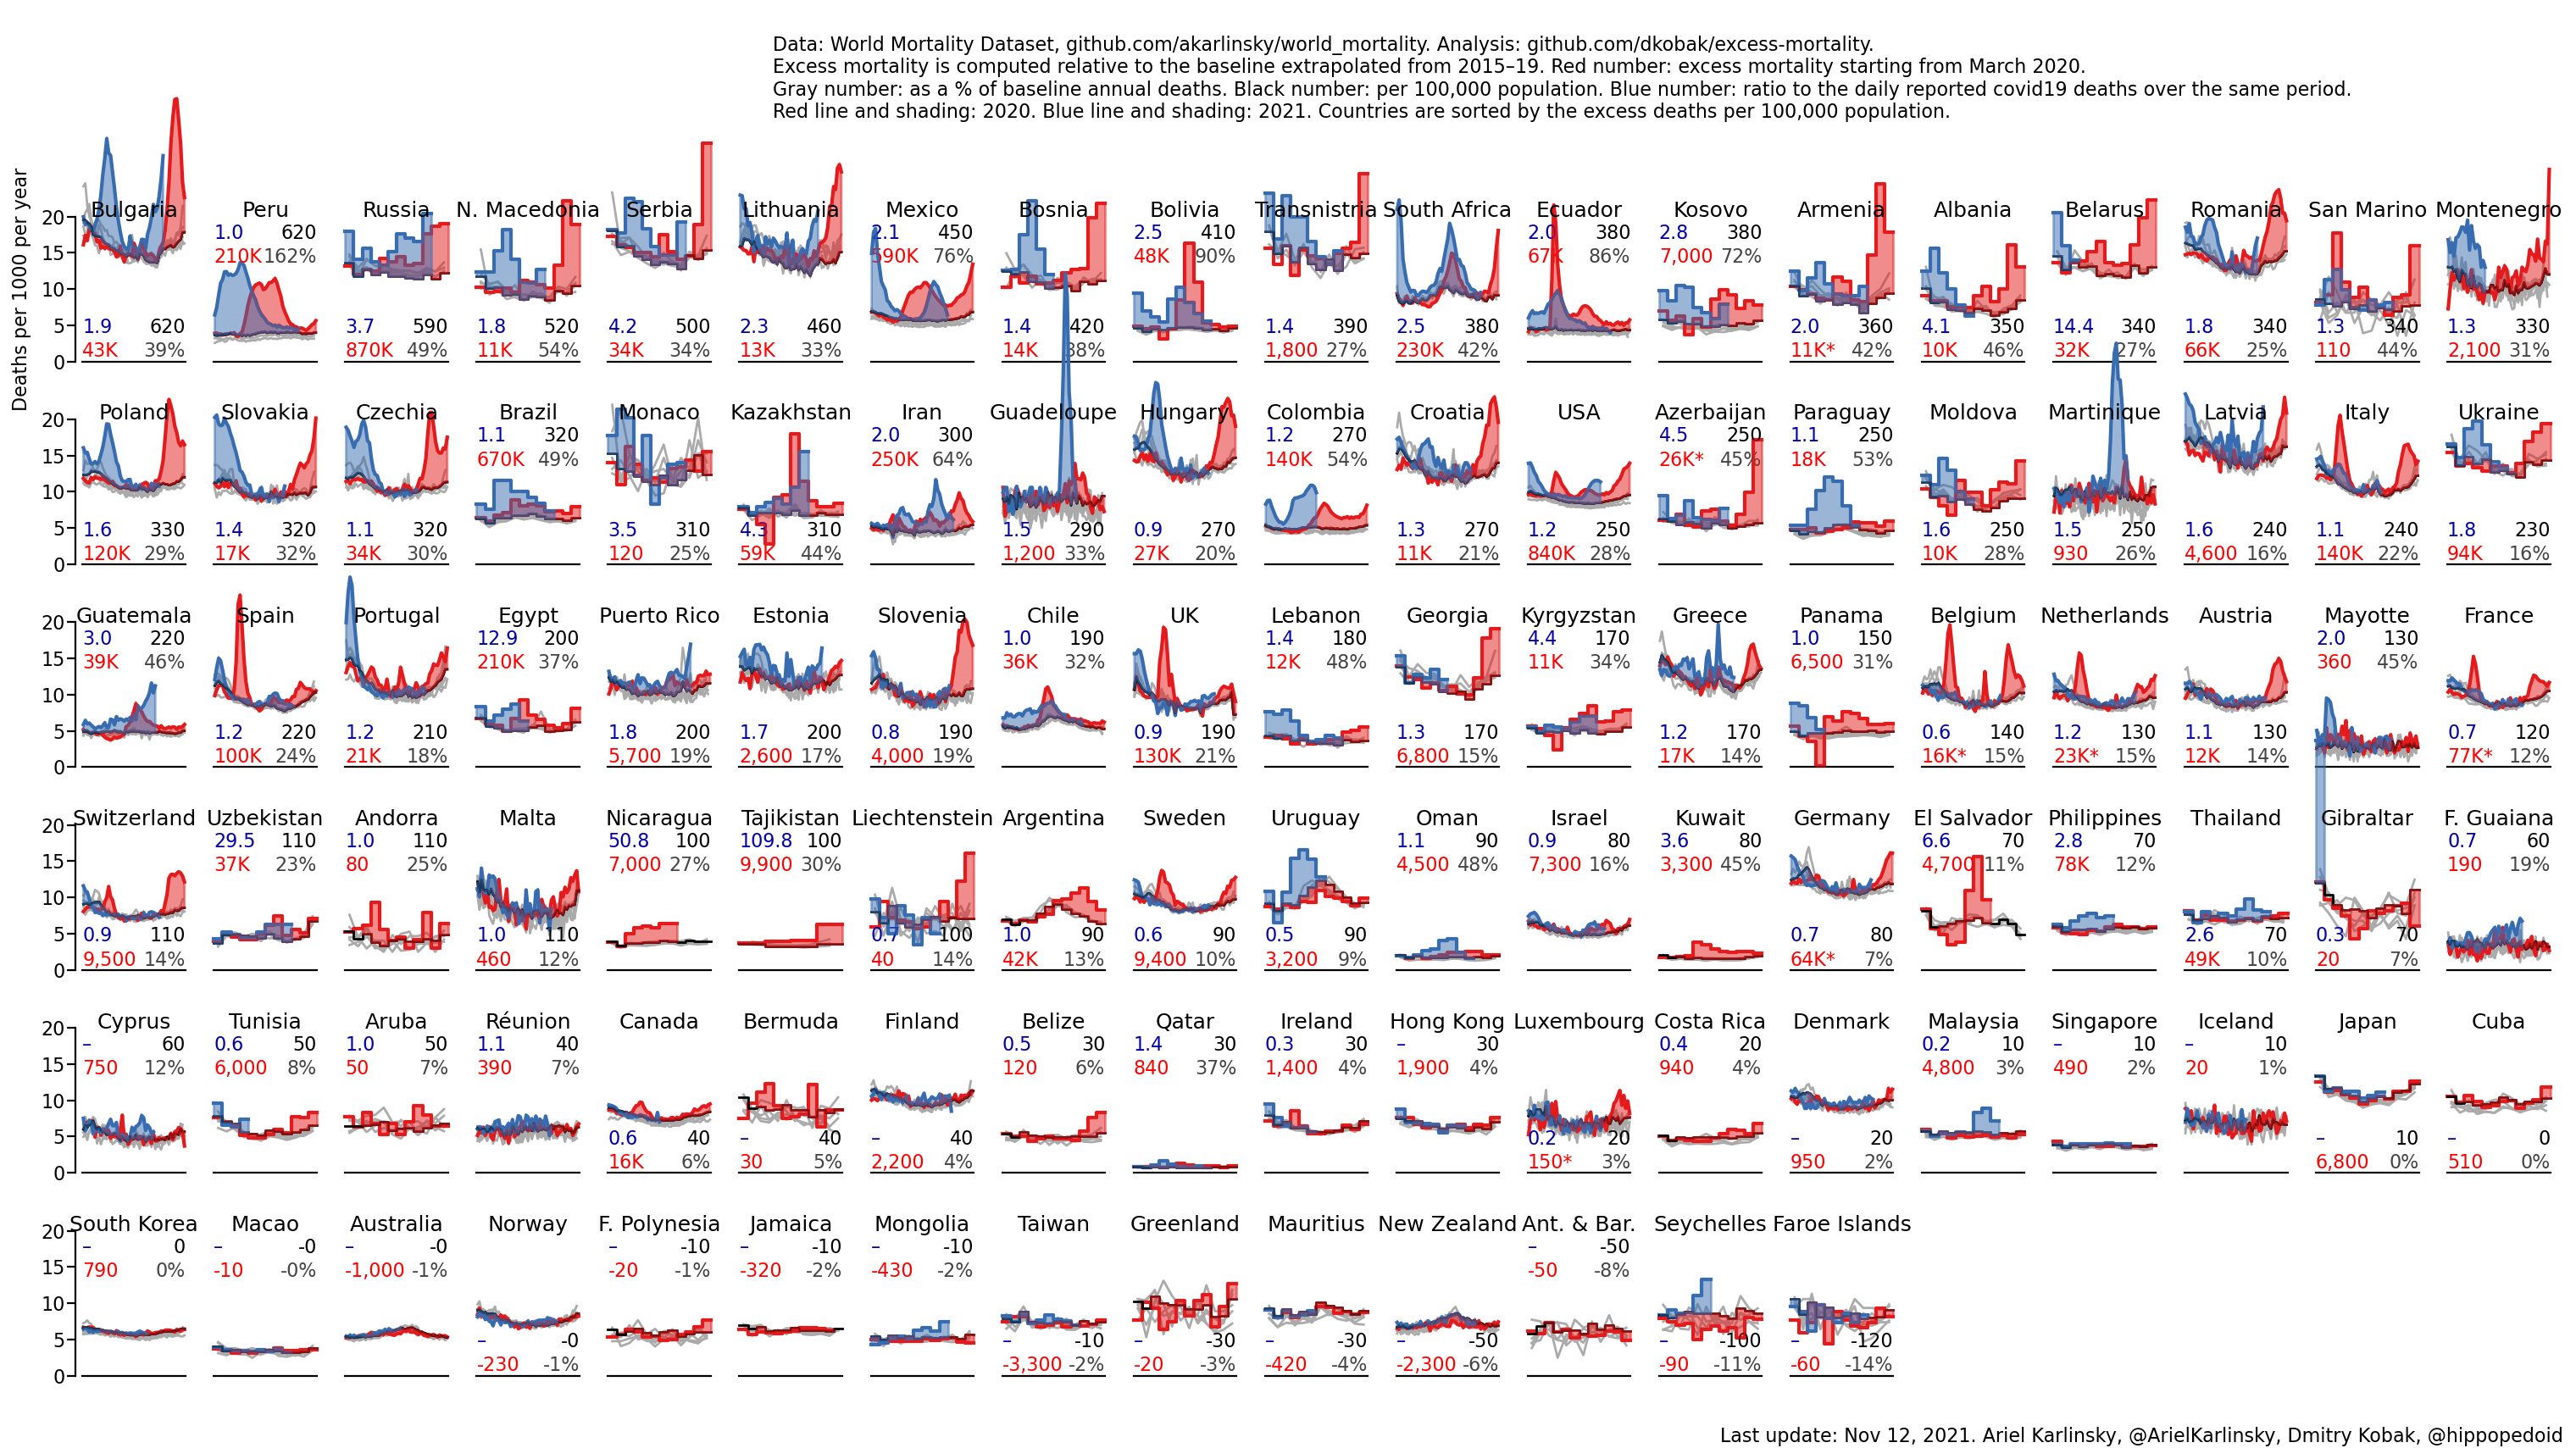 Data: World Mortality Dataset, github.com/akarlinsky/world_mortality. Analysis: github.com/dkobak/excess-mortality.
Excess mortality is computed relative to the baseline extrapolated from 2015–19. Red number: excess mortality starting from March 2020.
Gray number: as a % of baseline annual deaths. Black number: per 100,000 population. Blue number: ratio to the daily reported covid19 deaths over the same period.
Red line and shading: 2020. Blue line and shading: 2021. Countries are sorted by the excess deaths per 100,000 population.
Deaths per 1000 per year
Bulgaria Peru Russia N. Macedonia Serbia Lithuania Mexico Bosnia Bolivia Transnistria South Africa Ecuador Kosovo Armenia Albania Belarus Romania San Marino Montenegro
20
1.0 620 2.1 450 2.5 410 2.0 380 2.8 380
210K 162% 590K 76% 48K 90% 67K 86% 7,000 72%
15
10
5
1.9 620 3.7 590 1.8 520 4.2 500 2.3 460 1.4 420 1.4 390 2.5 380 2.0 360 4.1 350 14.4 340 1.8 340 1.3 340 1.3 330
43K 39% 870K 49% 11K 54% 34K 34% 13K 33% 14K 38% 1,800 27% 230K 42% 11K* 42% 10K 46% 32K 27% 66K 25% 110 44% 2,100 31%
0
Poland Slovakia Czechia Brazil Monaco Kazakhstan Iran Guadeloupe Hungary Colombia Croatia USA Azerbaijan Paraguay Moldova Martinique Latvia Italy Ukraine
20
1.1 320 2.0 300 1.2 270 4.5 250 1.1 250
670K 49% 250K 64% 140K 54% 26K* 45% 18K 53%
15
10
5
1.6 330 1.4 320 1.1 320 3.5 310 4.3 310 1.5 290 0.9 270 1.3 270 1.2 250 1.6 250 1.5 250 1.6 240 1.1 240 1.8 230
120K 29% 17K 32% 34K 30% 120 25% 59K 44% 1,200 33% 27K 20% 11K 21% 840K 28% 10K 28% 930 26% 4,600 16% 140K 22% 94K 16%
0
Guatemala Spain Portugal Egypt Puerto Rico Estonia Slovenia Chile UK Lebanon Georgia Kyrgyzstan Greece Panama Belgium Netherlands Austria Mayotte France
20
3.0 220 12.9 200 1.0 190 1.4 180 4.4 170 1.0 150 2.0 130
39K 46% 210K 37% 36K 32% 12K 48% 11K 34% 6,500 31% 360 45%
15
10
5
1.2 220 1.2 210 1.8 200 1.7 200 0.8 190 0.9 190 1.3 170 1.2 170 0.6 140 1.2 130 1.1 130 0.7 120
100K 24% 21K 18% 5,700 19% 2,600 17% 4,000 19% 130K 21% 6,800 15% 17K 14% 16K* 15% 23K* 15% 12K 14% 77K* 12%
0
Switzerland Uzbekistan Andorra Malta Nicaragua Tajikistan Liechtenstein Argentina Sweden Uruguay Oman Israel Kuwait Germany El Salvador Philippines Thailand Gibraltar F. Guaiana
20
29.5 110 1.0 110 50.8 100 109.8 100 1.1 90 0.9 80 3.6 80 6.6 70 2.8 70 0.7 60
37K 23% 80 25% 7,000 27% 9,900 30% 4,500 48% 7,300 16% 3,300 45% 4,700 11% 78K 12% 190 19%
15
10
5
0.9 110 1.0 110 0.7 100 1.0 90 0.6 90 0.5 90 0.7 80 2.6 70 0.3 70
9,500 14% 460 12% 40 14% 42K 13% 9,400 10% 3,200 9% 64K* 7% 49K 10% 20 7%
0
Cyprus Tunisia Aruba Réunion Canada Bermuda Finland Belize Qatar Ireland Hong Kong Luxembourg Costa Rica Denmark Malaysia Singapore Iceland Japan Cuba
20
– 60 0.6 50 1.0 50 1.1 40 0.5 30 1.4 30 0.3 30 – 30 0.4 20 0.2 10 – 10 – 10
750 12% 6,000 8% 50 7% 390 7% 120 6% 840 37% 1,400 4% 1,900 4% 940 4% 4,800 3% 490 2% 20 1%
15
10
5
0.6 40 – 40 – 40 0.2 20 – 20 – 10 – 0
16K 6% 30 5% 2,200 4% 150* 3% 950 2% 6,800 0% 510 0%
0
South Korea Macao Australia Norway F. Polynesia Jamaica Mongolia Taiwan Greenland Mauritius New Zealand Ant. & Bar. Seychelles Faroe Islands
20
– 0 – -0 – -0 – -10 – -10 – -10 – -50
790 0% -10 -0% -1,000 -1% -20 -1% -320 -2% -430 -2% -50 -8%
15
10
5
– -0 – -10 – -30 – -30 – -50 – -100 – -120
-230 -1% -3,300 -2% -20 -3% -420 -4% -2,300 -6% -90 -11% -60 -14%
0
Last update: Nov 12, 2021. Ariel Karlinsky, @ArielKarlinsky, Dmitry Kobak, @hippopedoid